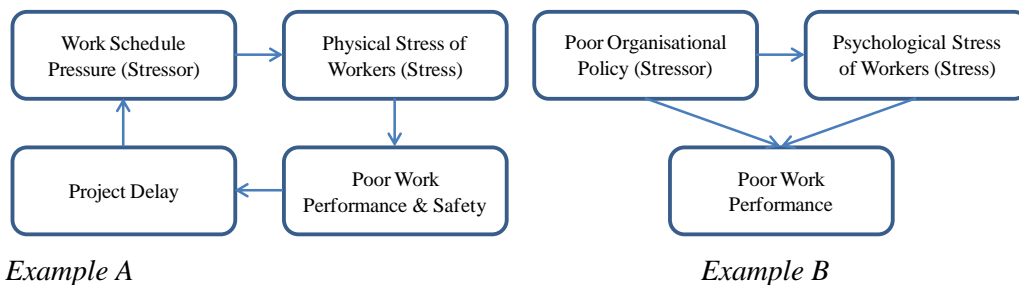 Work Schedule
Pressure (Stressor)
Physical Stress of
Workers (Stress)
Project Delay
Poor Work
Performance & Safety
Example A
Poor Organisational
Policy (Stressor)
Psychological Stress
of Workers (Stress)
Poor Work
Performance
Example B